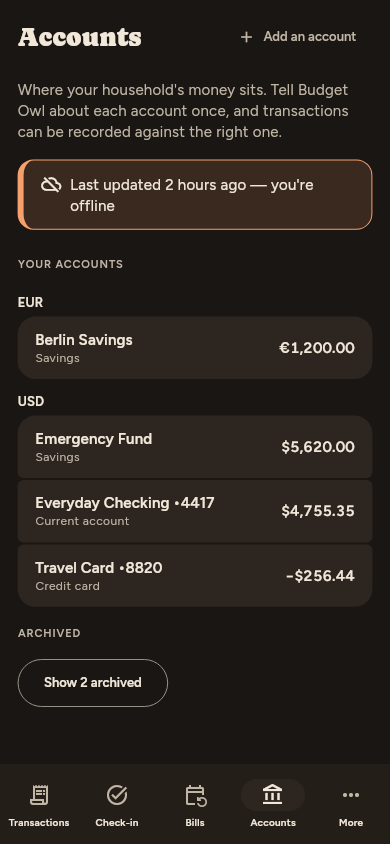 Accounts
Add an account
Where your household's money sits. Tell Budget
Owl about each account once, and transactions
can be recorded against the right one.
Last updated 2 hours ago — you're
offline
YOUR ACCOUNTS
EUR
Berlin Savings
Savings
€1,200.00
USD
Emergency Fund
Savings
$5,620.00
Everyday Checking •4417
Current account
$4,755.35
Travel Card •8820
Credit card
-$256.44
ARCHIVED
Show 2 archived
Transactions
Check-in
Bills
Accounts
More